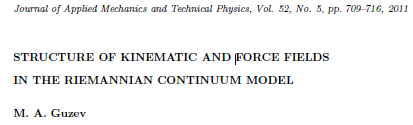 Journal of Applied Mechanics and Technical Physics, Vol. 52, No. 5, pp. 709–716, 2011
STRUCTURE OF KINEMATIC AND FORCE FIELDS
IN THE RIEMANNIAN CONTINUUM MODEL
M. A. Guzev